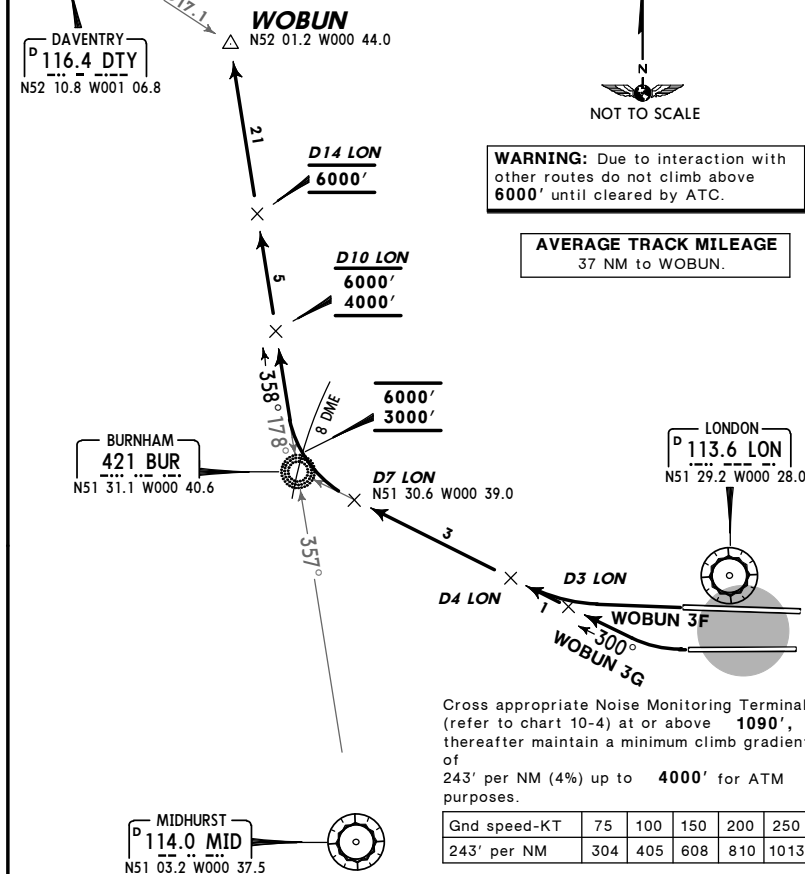 17.1
WOBUN
N52 01.2 W000 44.0
DAVENTRY
D 116.4 DTY
N52 10.8 W001 06.8
N
NOT TO SCALE
21
D14 LON
6000'
WARNING: Due to interaction with
other routes do not climb above
6000' until cleared by ATC.
AVERAGE TRACK MILEAGE
37 NM to WOBUN.
5
D10 LON
6000'
4000'
358°
178°
8 DME
6000'
3000'
BURNHAM
421 BUR
N51 31.1 W000 40.6
D7 LON
N51 30.6 W000 39.0
LONDON
D 113.6 LON
N51 29.2 W000 28.0
3
357°
D4 LON
D3 LON
1
WOBUN 3F
300°
WOBUN 3G
Cross appropriate Noise Monitoring Terminal
(refer to chart 10-4) at or above 1090',
thereafter maintain a minimum climb gradient
of
243' per NM (4%) up to 4000' for ATM
purposes.
Gnd speed-KT 75 100 150 200 250
243' per NM 304 405 608 810 1013
MIDHURST
D 114.0 MID
N51 03.2 W000 37.5